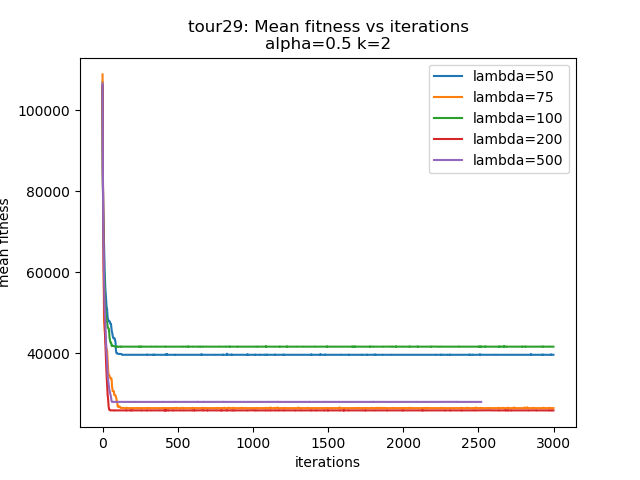 tour29: Mean fitness vs iterations
alpha=0.5 k=2
lambda=50
lambda=75
lambda=100
lambda=200
lambda=500
100000
80000
60000
40000
mean fitness
0 500 1000 1500 2000 2500 3000
iterations